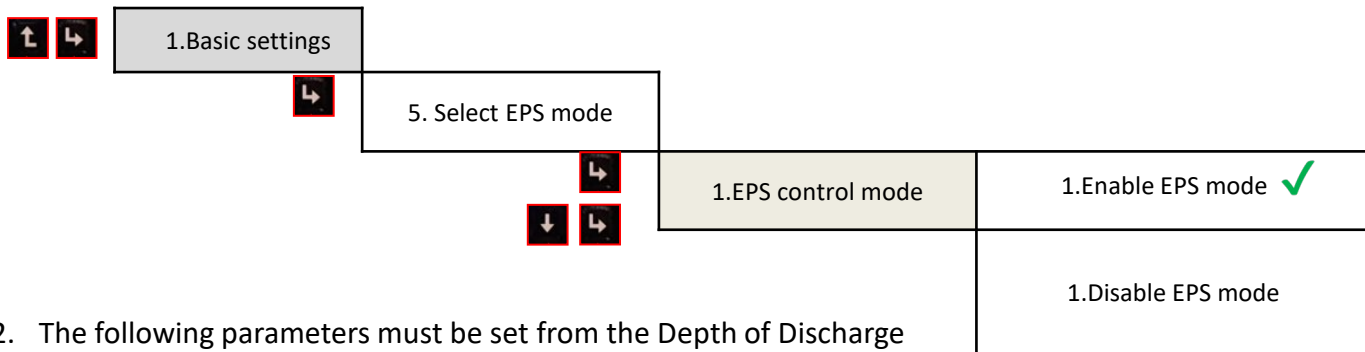 1.Basic settings
5. Select EPS mode
1.EPS control mode
1.Enable EPS mode
1.Disable EPS mode
2. The following parameters must be set from the Depth of Discharge